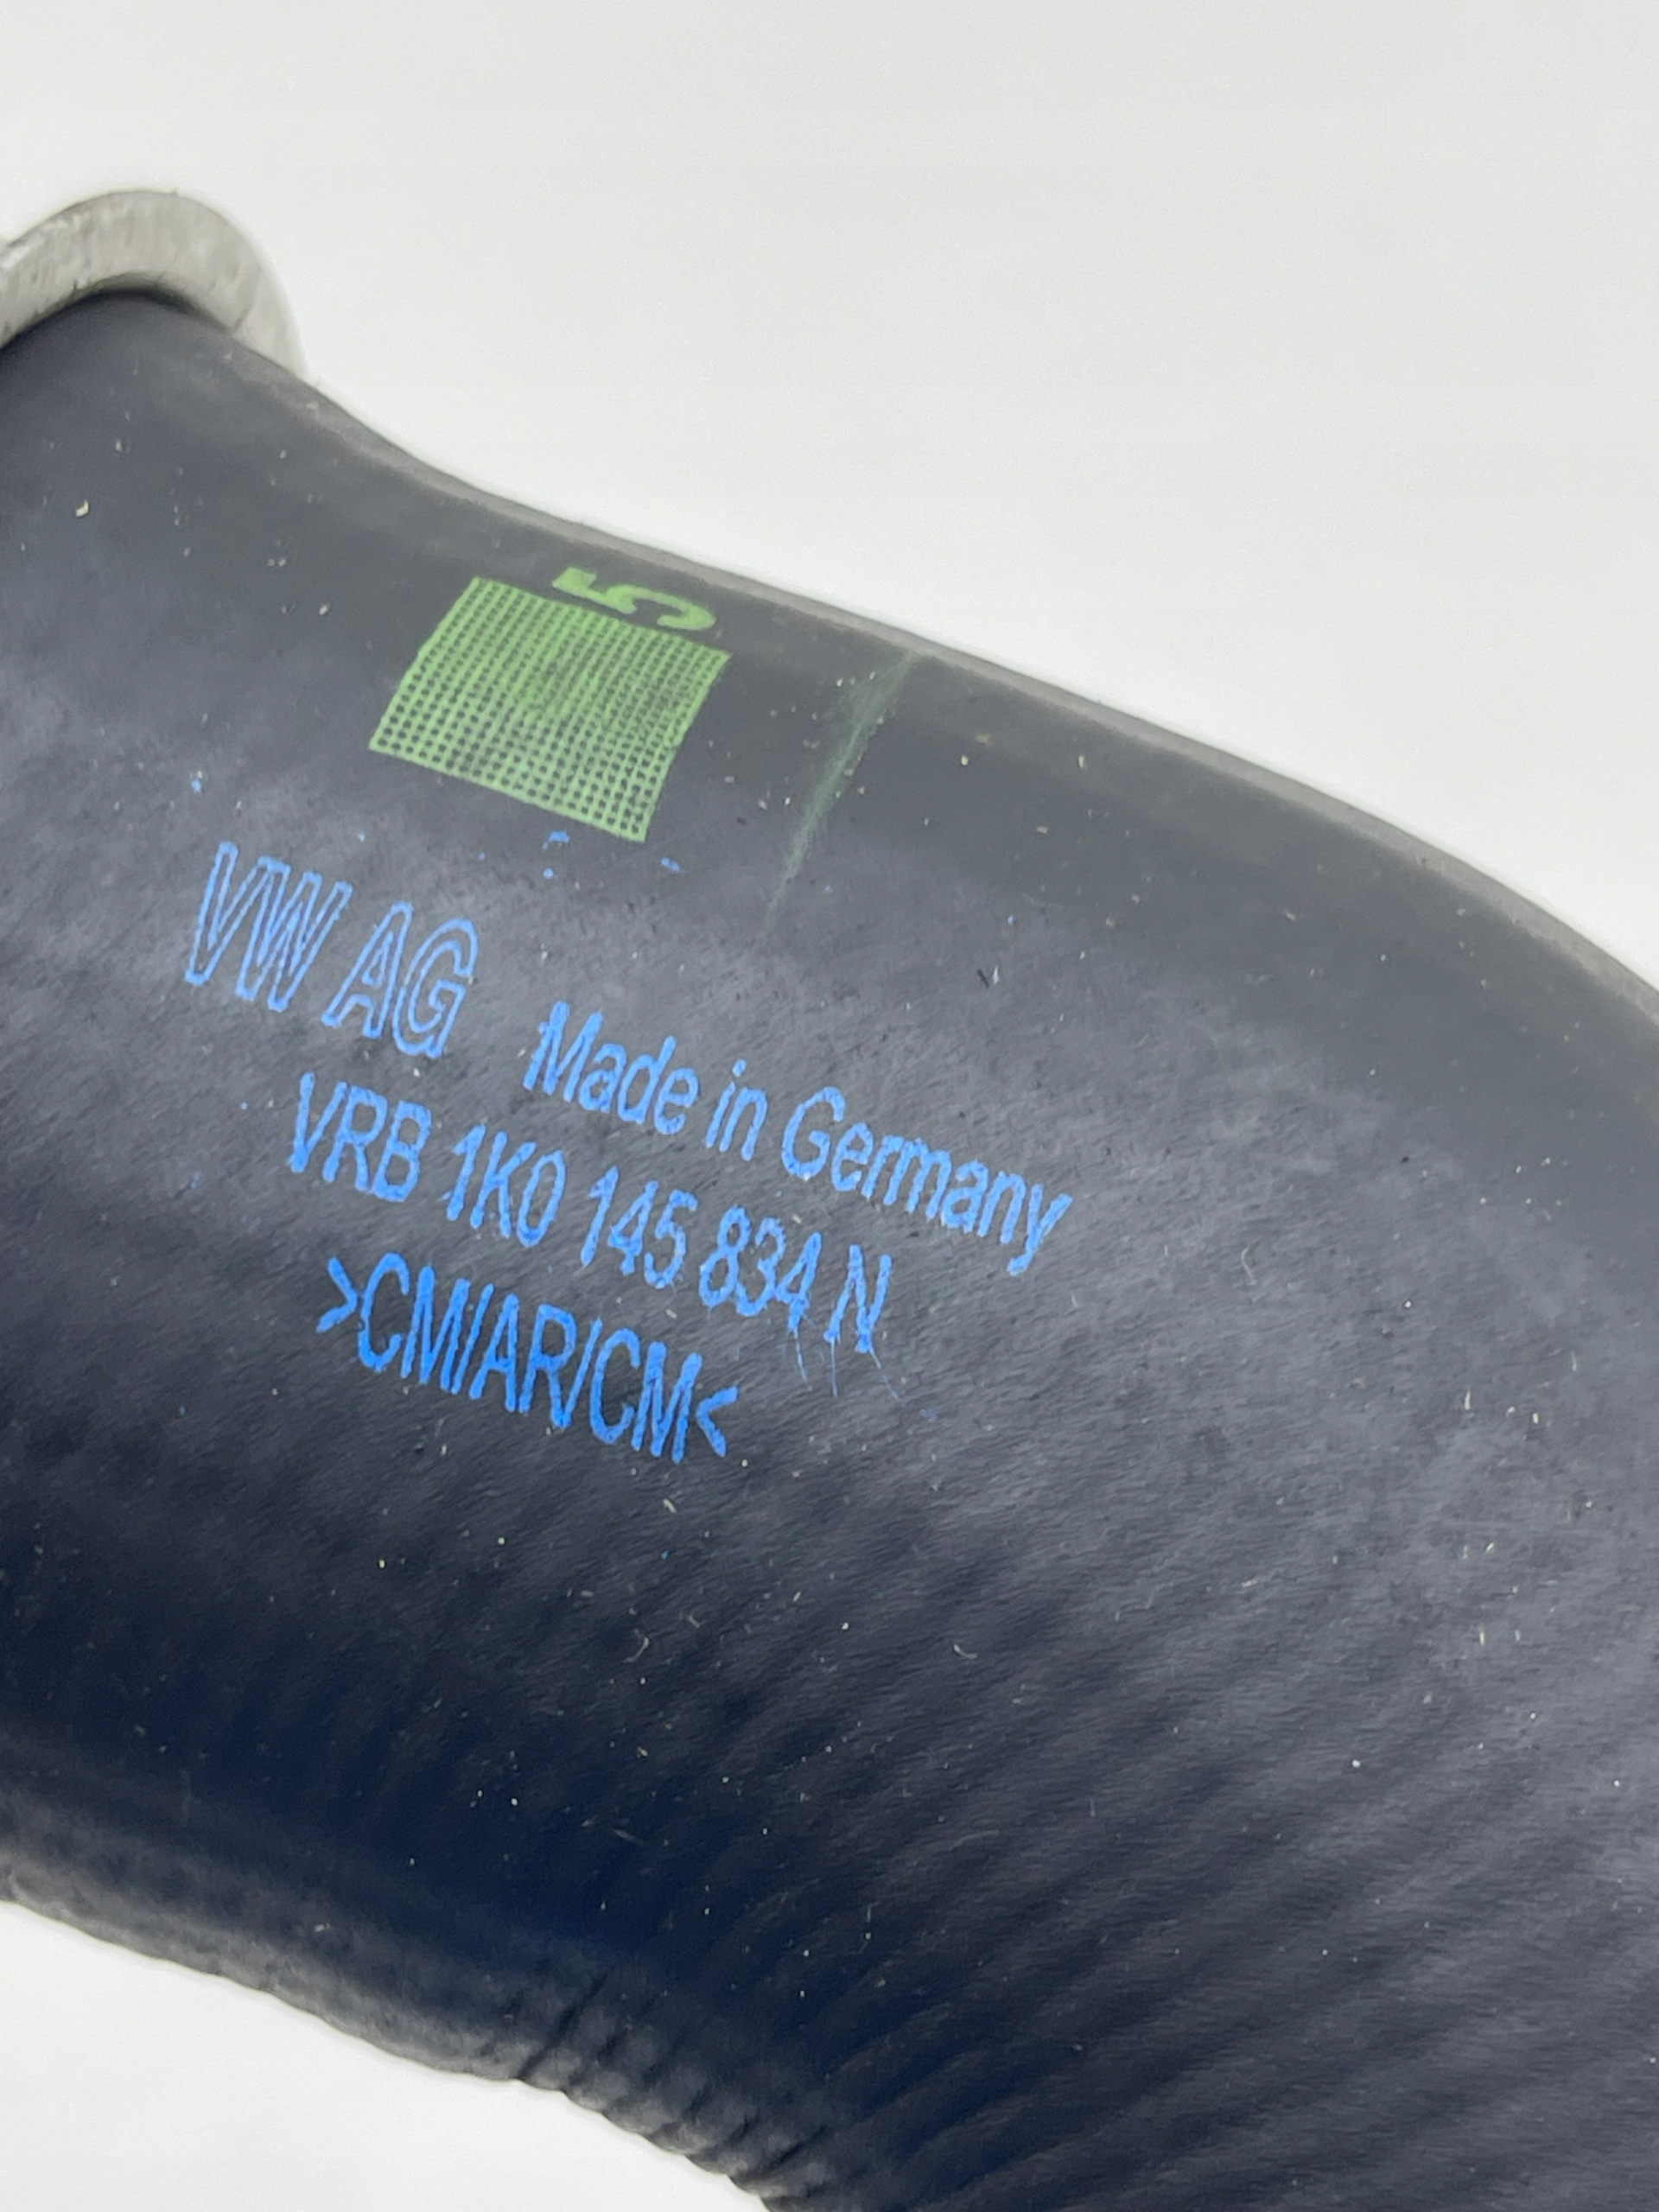 5
VW AG Made in Germany
VRB 1K0 145 834 N
>CM/AR/CM<